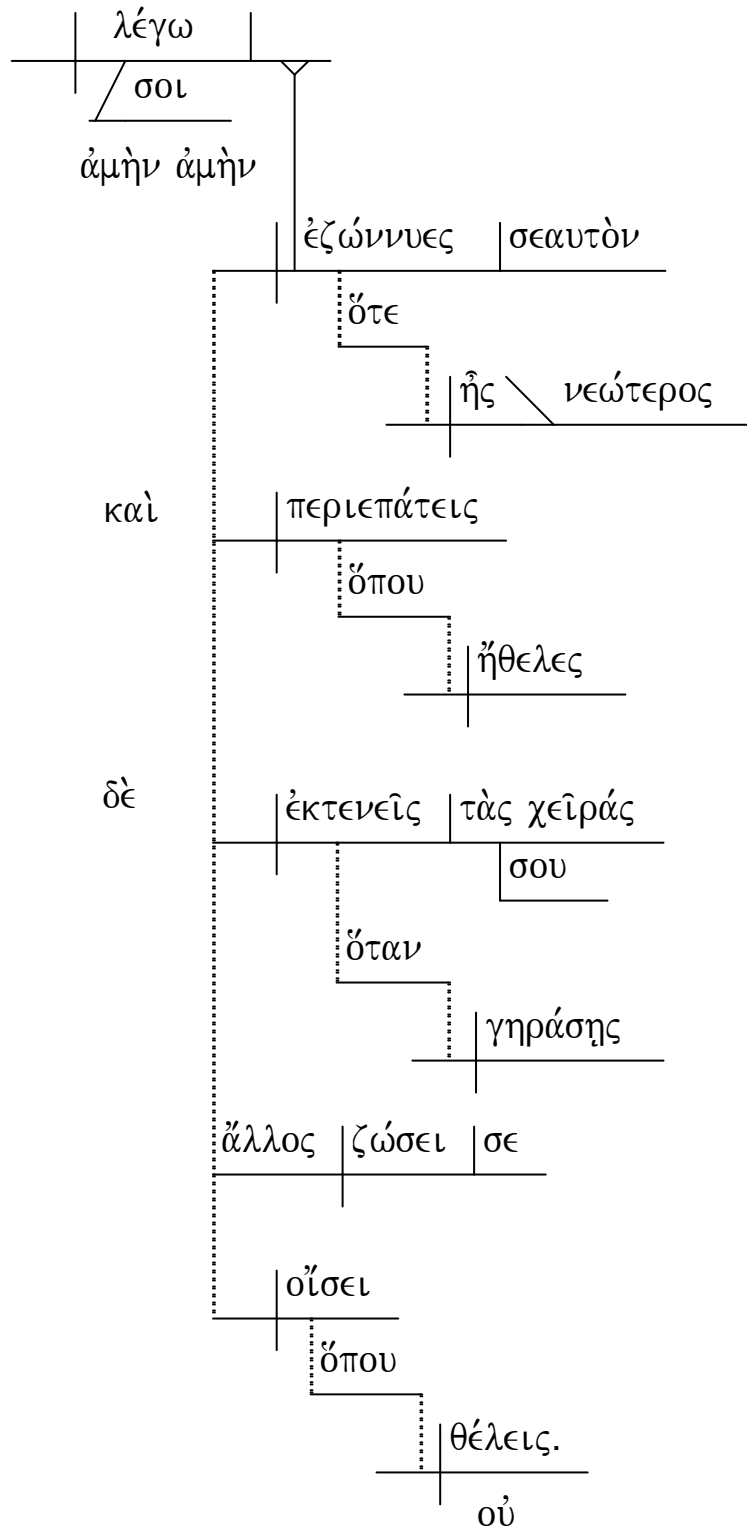 λέγω
σοι
ἀμὴν ἀμὴν
ἐζώννυες σεαυτὸν
ὅτε
ἦς νεώτερος
καὶ
περιεπάτεις
ὅπου
ἤθελες
δὲ
ἐκτενεῖς τὰς χεῖράς
σου
ὅταν
γηράσῃς
ἄλλος ζώσει σε
οἴσει
ὅπου
θέλεις.
οὐ